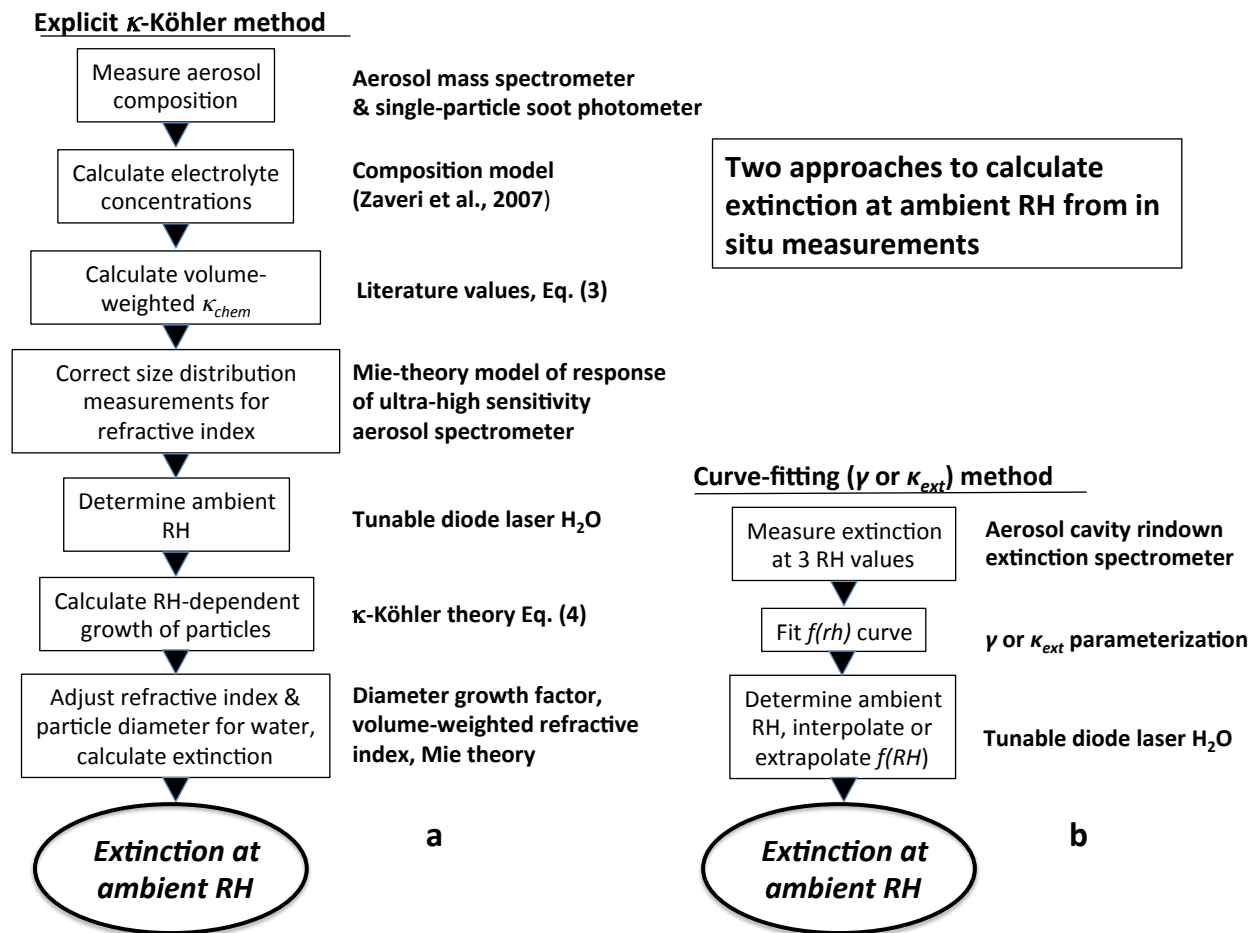 Explicit κ-Köhler method
Measure aerosol
composition
Aerosol mass spectrometer
& single-particle soot photometer
Calculate electrolyte
concentrations
Composition model
(Zaveri et al., 2007)
Calculate volume-
weighted κchem
Literature values, Eq. (3)
Correct size distribution
measurements for
refractive index
Mie-theory model of response
of ultra-high sensitivity
aerosol spectrometer
Determine ambient
RH
Tunable diode laser H2O
Calculate RH-dependent
growth of particles
κ-Köhler theory Eq. (4)
Adjust refractive index &
particle diameter for water,
calculate extinction
Diameter growth factor,
volume-weighted refractive
index, Mie theory
Extinction at
ambient RH
a
Two approaches to calculate
extinction at ambient RH from in
situ measurements
Curve-fitting (γ or κext) method
Measure extinction
at 3 RH values
Aerosol cavity rindown
extinction spectrometer
Fit f(rh) curve
γ or κext parameterization
Determine ambient
RH, interpolate or
extrapolate f(RH)
Tunable diode laser H2O
Extinction at
ambient RH
b